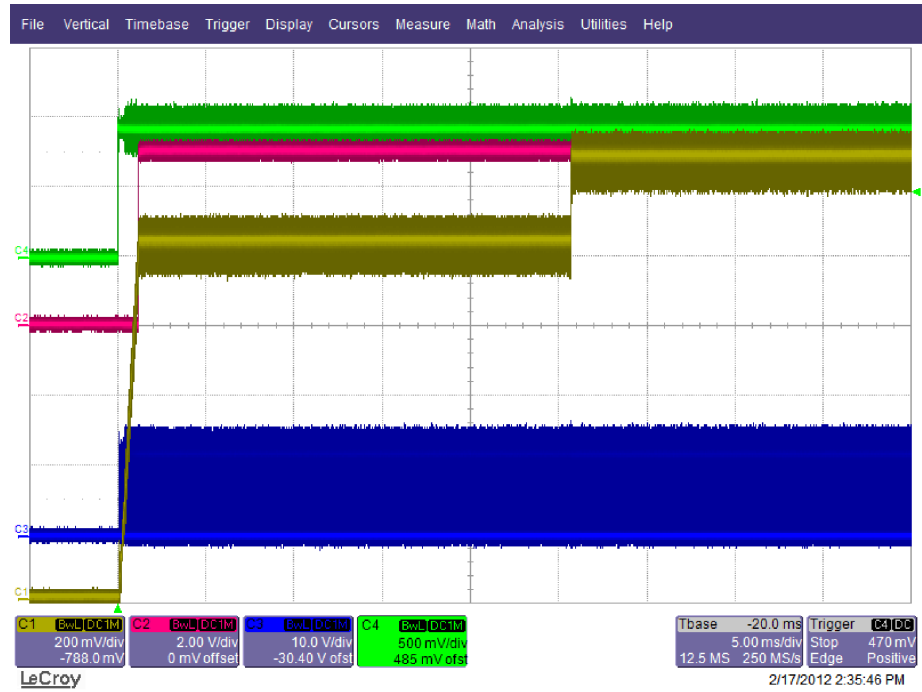 File Vertical Timebase Trigger Display Cursors Measure Math Analysis Utilities Help
C4
C2
C3
C1
C1 BwL DC1M C2 BwL DC1M C3 BwL DC1M C4 BwL DC1M Tbase -20.0 ms Trigger C4 DC
200 mV/div 2.00 V/div 10.0 V/div 500 mV/div 5.00 ms/div Stop 470 mV
-788.0 mV 0 mV offset -30.40 V ofst 485 mV ofst 12.5 MS 250 MS/s Edge Positive
LeCroy 2/17/2012 2:35:46 PM